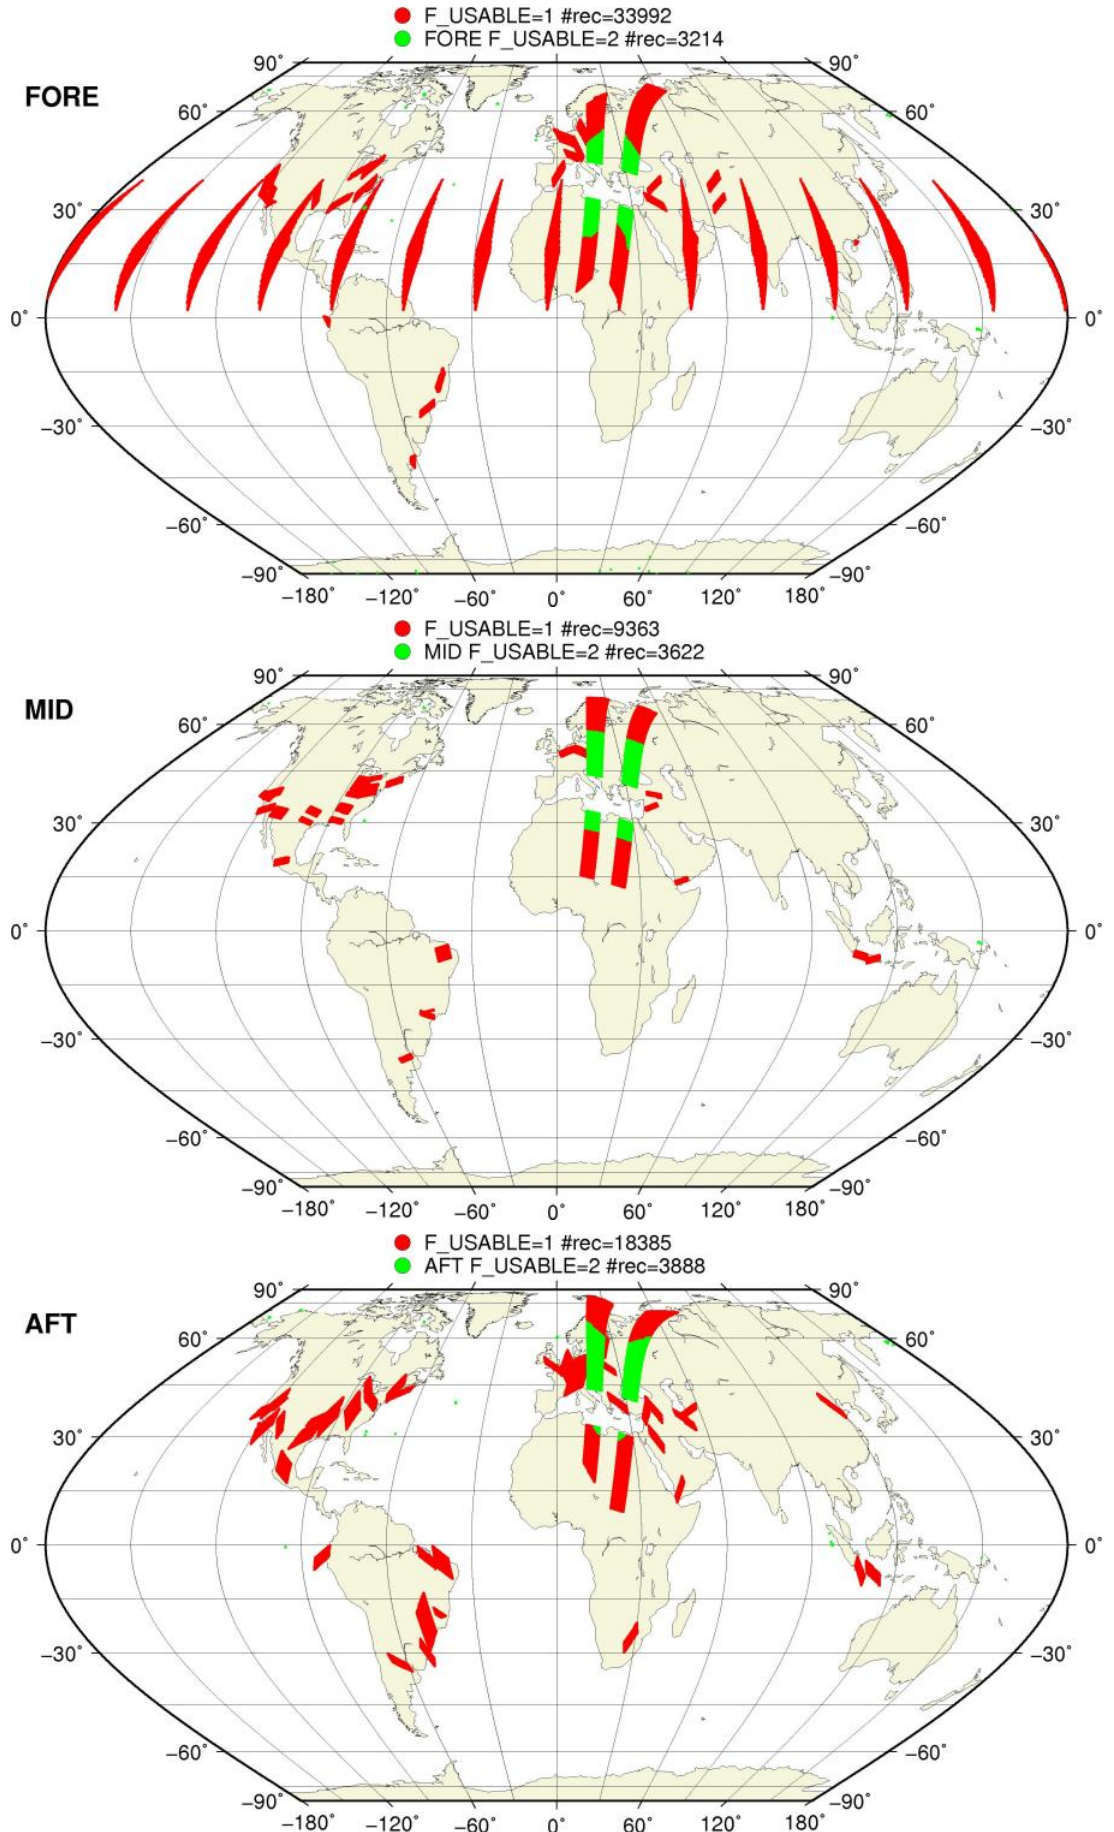 F_USABLE=1 #rec=33992
FORE F_USABLE=2 #rec=3214
FORE
90° 90°
60° 60°
30° 30°
0° 0°
−30° −30°
−60° −60°
−90° −90°
−180° −120° −60° 0° 60° 120° 180°
F_USABLE=1 #rec=9363
MID F_USABLE=2 #rec=3622
MID
90° 90°
60° 60°
30° 30°
0° 0°
−30° −30°
−60° −60°
−90° −90°
−180° −120° −60° 0° 60° 120° 180°
F_USABLE=1 #rec=18385
AFT F_USABLE=2 #rec=3888
AFT
90° 90°
60° 60°
30° 30°
0° 0°
−30° −30°
−60° −60°
−90° −90°
−180° −120° −60° 0° 60° 120° 180°